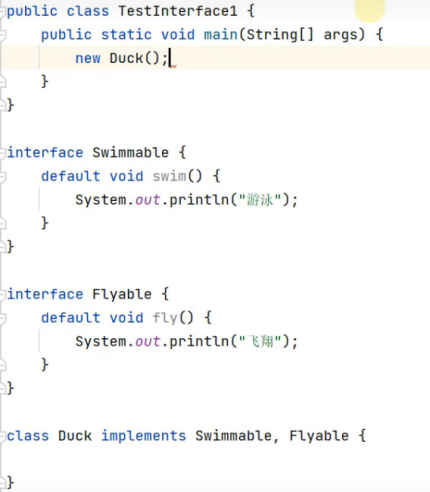 public class TestInterface1 {
public static void main(String[] args) {
new Duck();
}
}
interface Swimmable {
default void swim() {
System.out.println("游泳");
}
}
interface Flyable {
default void fly() {
System.out.println("飞翔");
}
}
class Duck implements Swimmable, Flyable {
}